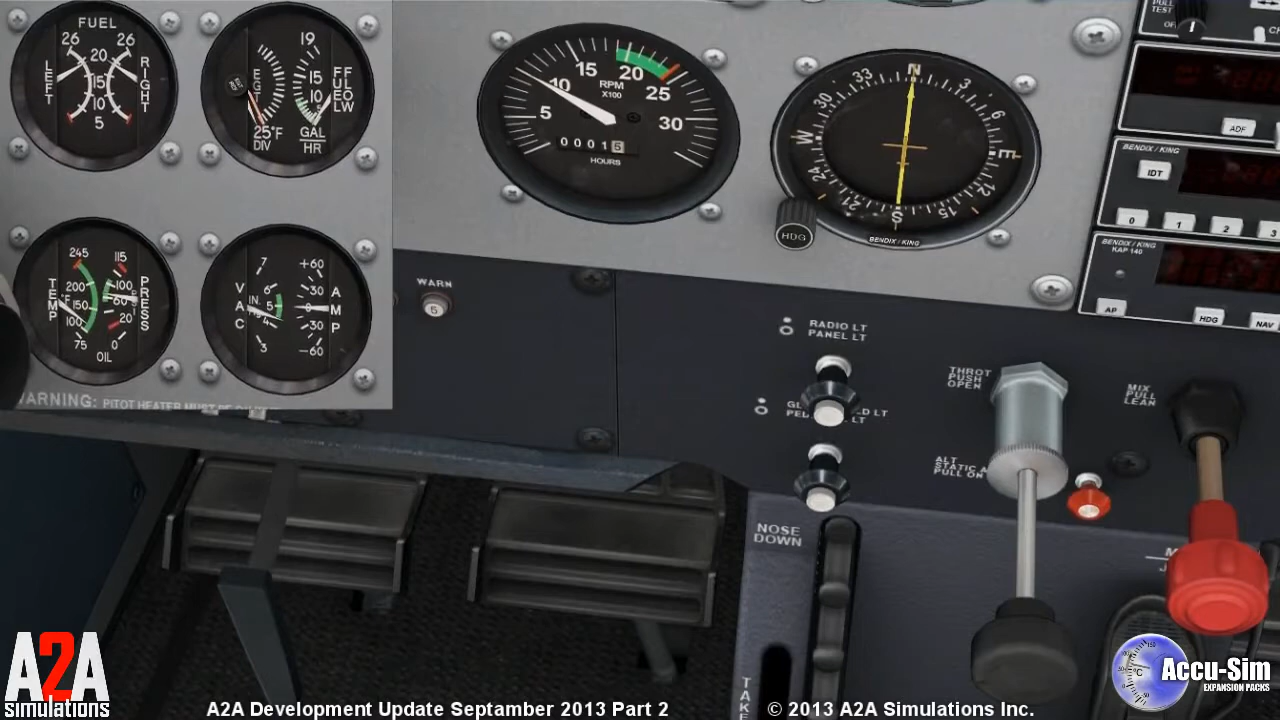 FUEL
26 26
20
15
10
5
LEFT
RIGHT
19
15
10
EGT
FUEL FLOW
25°F
DIV
GAL
HR
245
200
150
100
75
TEMP
°F
115
100
60
20
0
PRESS
OIL
7
6
5
4
3
VAC
IN.
+60
30
0
30
-60
AMP
WARNING: PITOT HEATER MUST BE
5
10
15
20
25
30
RPM
X100
0 0 0 1 5
HOURS
N
3
6
E
12
15
S
21
24
W
30
33
HDG
BENDIX/KING
PULL
TEST
ADF
BENDIX/KING
IDT
0 1 2 3
BENDIX/KING
KAP 140
AP HDG NAV
WARN
5
RADIO LT
PANEL LT
THROT
PUSH
OPEN
MIX
PULL
LEAN
ALT
STATIC A
PULL ON
NOSE
DOWN
TAKE
A2A
simulations
A2A Development Update Septamber 2013 Part 2
© 2013 A2A Simulations Inc.
Accu-Sim
EXPANSION PACKS